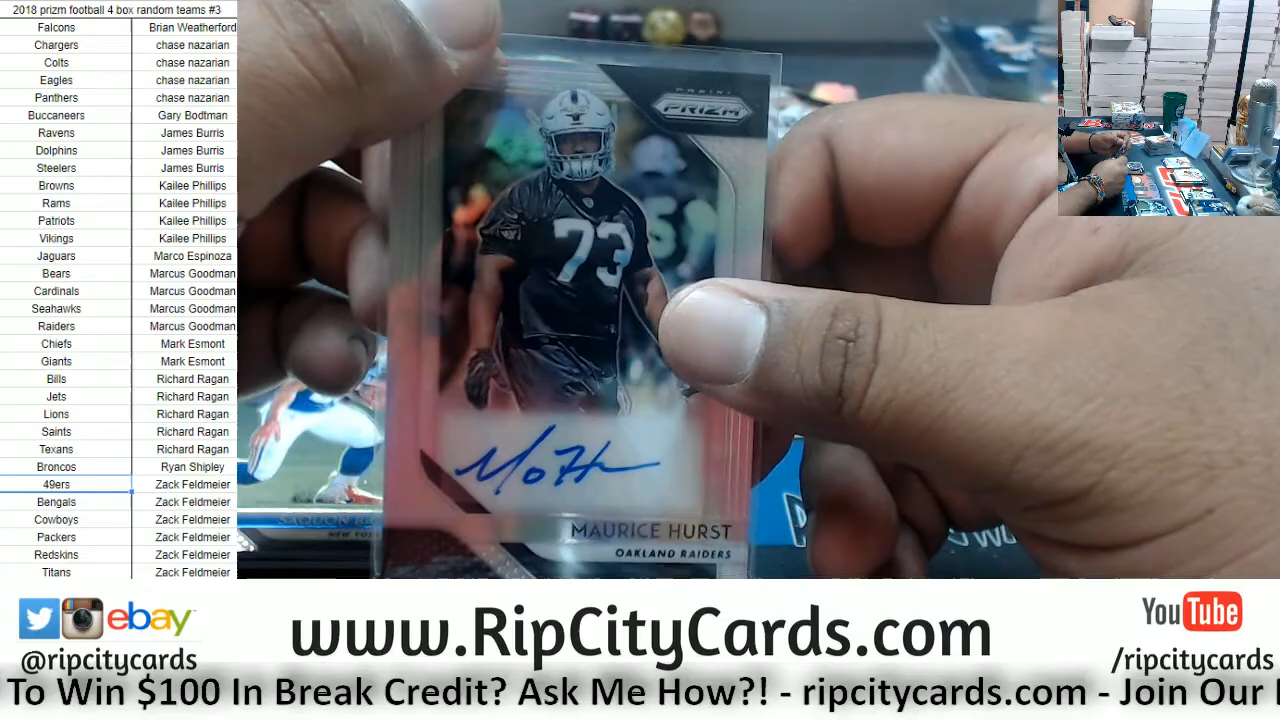 2018 prizm football 4 box random teams #3
Falcons Brian Weatherford
Chargers chase nazarian
Colts chase nazarian
Eagles chase nazarian
Panthers chase nazarian
Buccaneers Gary Bodtman
Ravens James Burris
Dolphins James Burris
Steelers James Burris
Browns Kailee Phillips
Rams Kailee Phillips
Patriots Kailee Phillips
Vikings Kailee Phillips
Jaguars Marco Espinoza
Bears Marcus Goodman
Cardinals Marcus Goodman
Seahawks Marcus Goodman
Raiders Marcus Goodman
Chiefs Mark Esmont
Giants Mark Esmont
Bills Richard Ragan
Jets Richard Ragan
Lions Richard Ragan
Saints Richard Ragan
Texans Richard Ragan
Broncos Ryan Shipley
49ers Zack Feldmeier
Bengals Zack Feldmeier
Cowboys Zack Feldmeier
Packers Zack Feldmeier
Redskins Zack Feldmeier
Titans Zack Feldmeier
PANINI
PRIZM
73
MoH
MAURICE HURST
OAKLAND RAIDERS
NEW YO
ebay
@ripcitycards
www.RipCityCards.com
YouTube
/ripcitycards
To Win $100 In Break Credit? Ask Me How?! - ripcitycards.com - Join Our